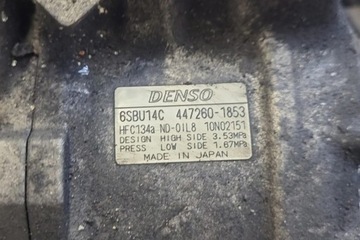 DENSO
6SBU14C 447260-1853
HFC134a ND-OIL8 10N02151
DESIGN HIGH SIDE 3.53MPa
PRESS LOW SIDE 1.67MPa
MADE IN JAPAN